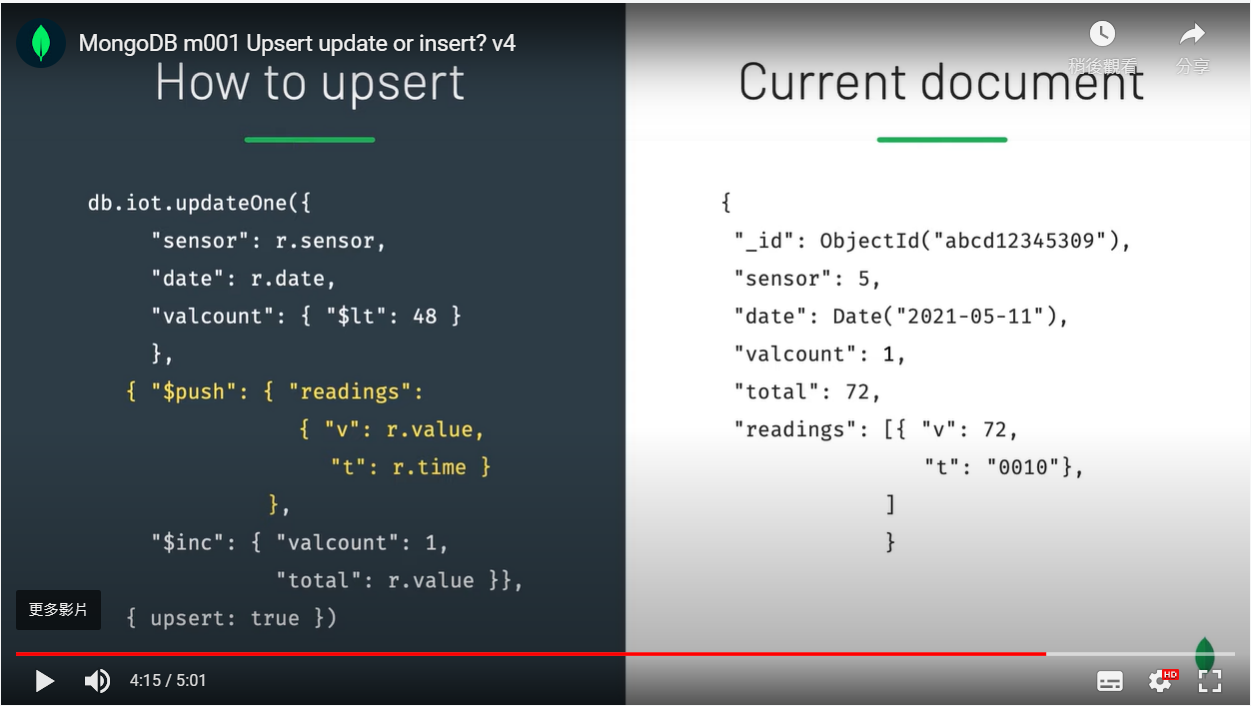 MongoDB m001 Upsert update or insert? v4
稍後觀看
分享
How to upsert
db.iot.updateOne({
"sensor": r.sensor,
"date": r.date,
"valcount": { "$lt": 48 }
},
{ "$push": { "readings":
{ "v": r.value,
"t": r.time }
},
"$inc": { "valcount": 1,
"total": r.value }},
{ upsert: true })
Current document
{
"_id": ObjectId("abcd12345309"),
"sensor": 5,
"date": Date("2021-05-11"),
"valcount": 1,
"total": 72,
"readings": [{ "v": 72,
"t": "0010"},
]
}
更多影片
4:15 / 5:01
HD